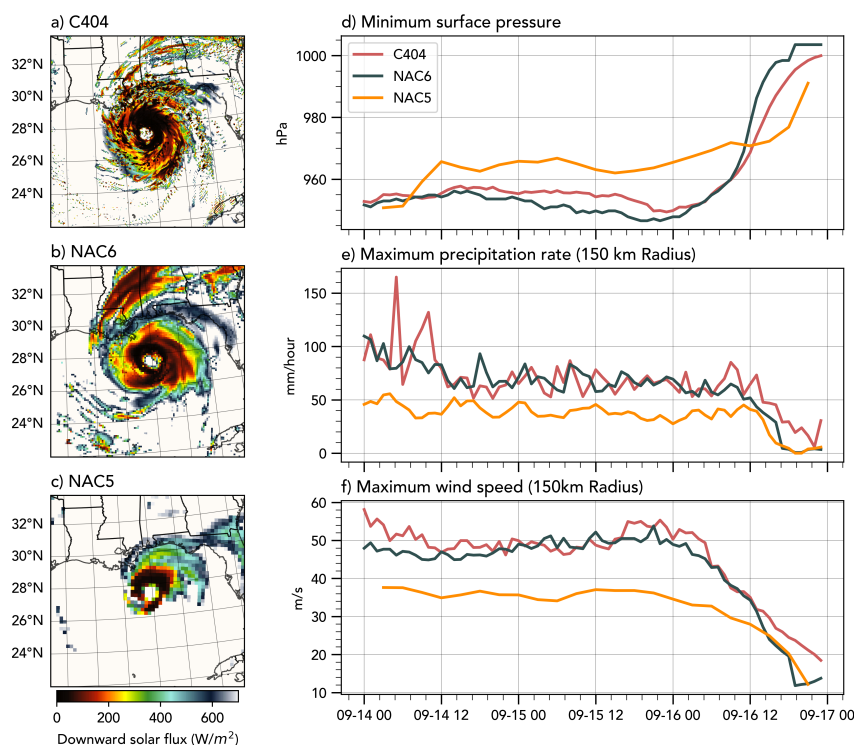 a) C404
32°N
30°N
28°N
26°N
24°N
b) NAC6
32°N
30°N
28°N
26°N
24°N
c) NAC5
32°N
30°N
28°N
26°N
24°N
0 200 400 600
Downward solar flux (W/m²)
d) Minimum surface pressure
C404
NAC6
NAC5
1000
980
960
hPa
e) Maximum precipitation rate (150 km Radius)
150
100
50
0
mm/hour
f) Maximum wind speed (150km Radius)
60
50
40
30
20
10
m/s
09-14 00 09-14 12 09-15 00 09-15 12 09-16 00 09-16 12 09-17 00